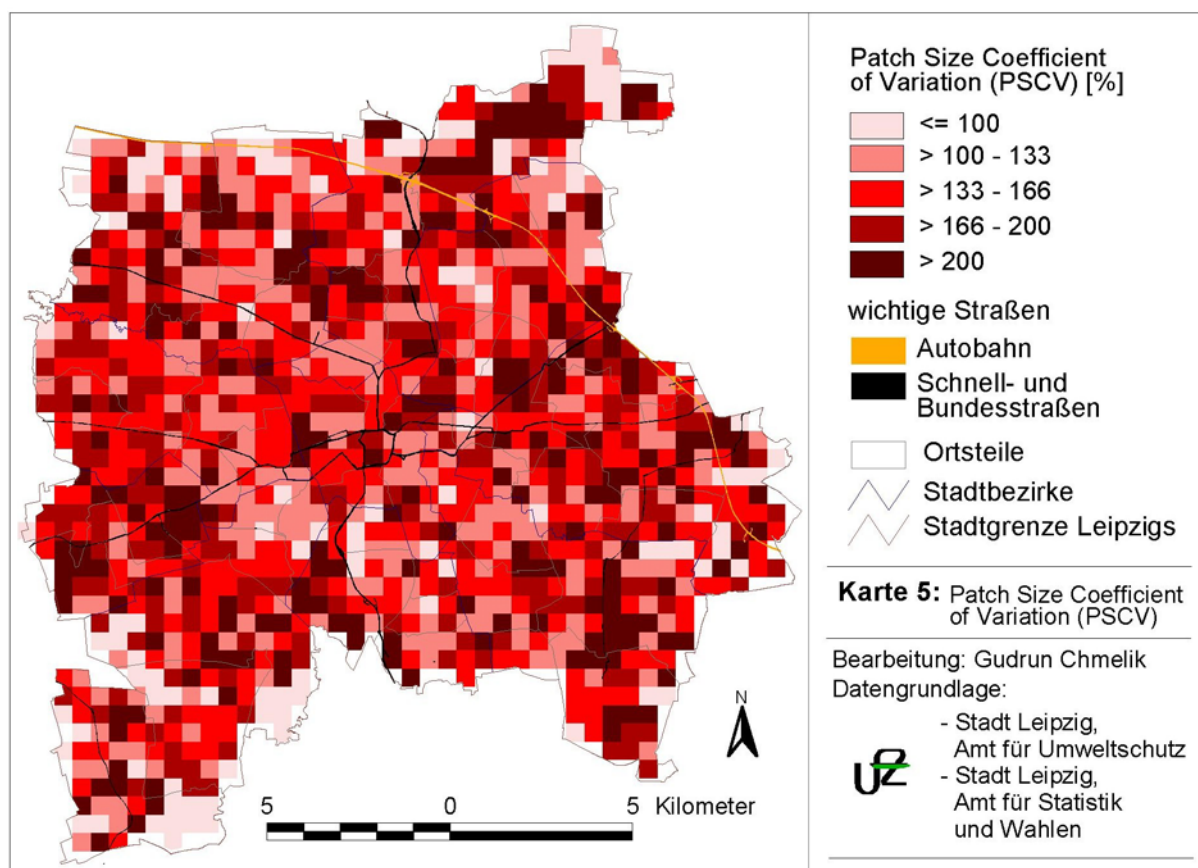 Patch Size Coefficient
of Variation (PSCV) [%]
<= 100
> 100 - 133
> 133 - 166
> 166 - 200
> 200
wichtige Straßen
Autobahn
Schnell- und
Bundesstraßen
Ortsteile
Stadtbezirke
Stadtgrenze Leipzigs
Karte 5: Patch Size Coefficient
of Variation (PSCV)
Bearbeitung: Gudrun Chmelik
Datengrundlage:
- Stadt Leipzig,
Amt für Umweltschutz
- Stadt Leipzig,
Amt für Statistik
und Wahlen
UFZ
N
5 0 5 Kilometer